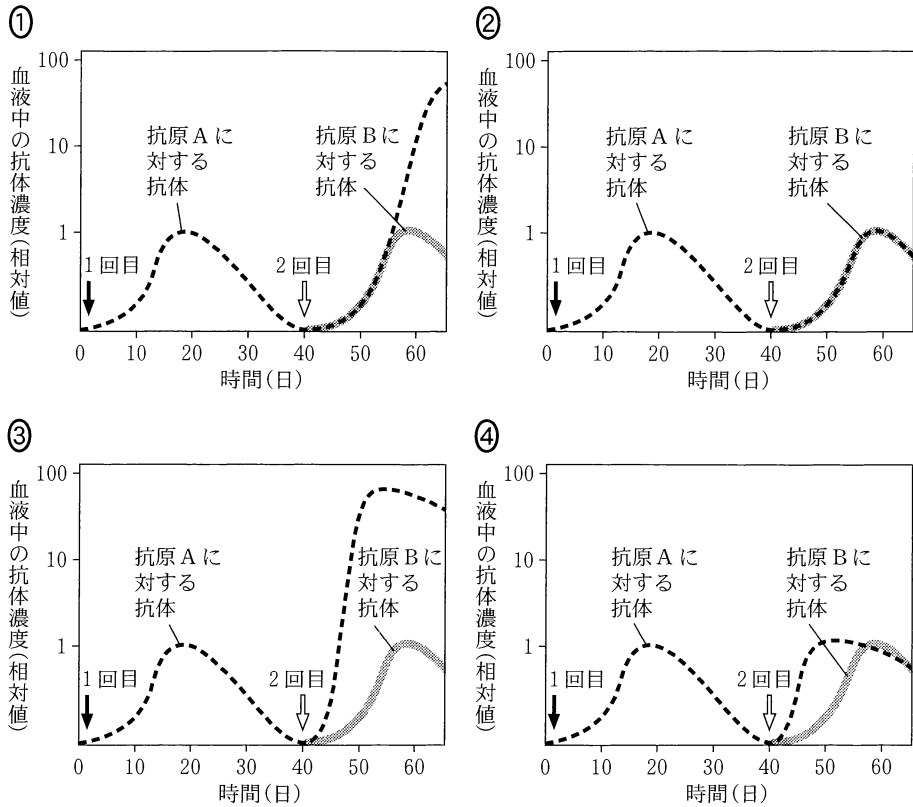 ①
血液中の抗体濃度(相対値)
100
10
1
抗原Aに
対する
抗体
抗原Bに
対する
抗体
1回目
2回目
0 10 20 30 40 50 60
時間(日)
②
血液中の抗体濃度(相対値)
100
10
1
抗原Aに
対する
抗体
抗原Bに
対する
抗体
1回目
2回目
0 10 20 30 40 50 60
時間(日)
③
血液中の抗体濃度(相対値)
100
10
1
抗原Aに
対する
抗体
抗原Bに
対する
抗体
1回目
2回目
0 10 20 30 40 50 60
時間(日)
④
血液中の抗体濃度(相対値)
100
10
1
抗原Aに
対する
抗体
抗原Bに
対する
抗体
1回目
2回目
0 10 20 30 40 50 60
時間(日)